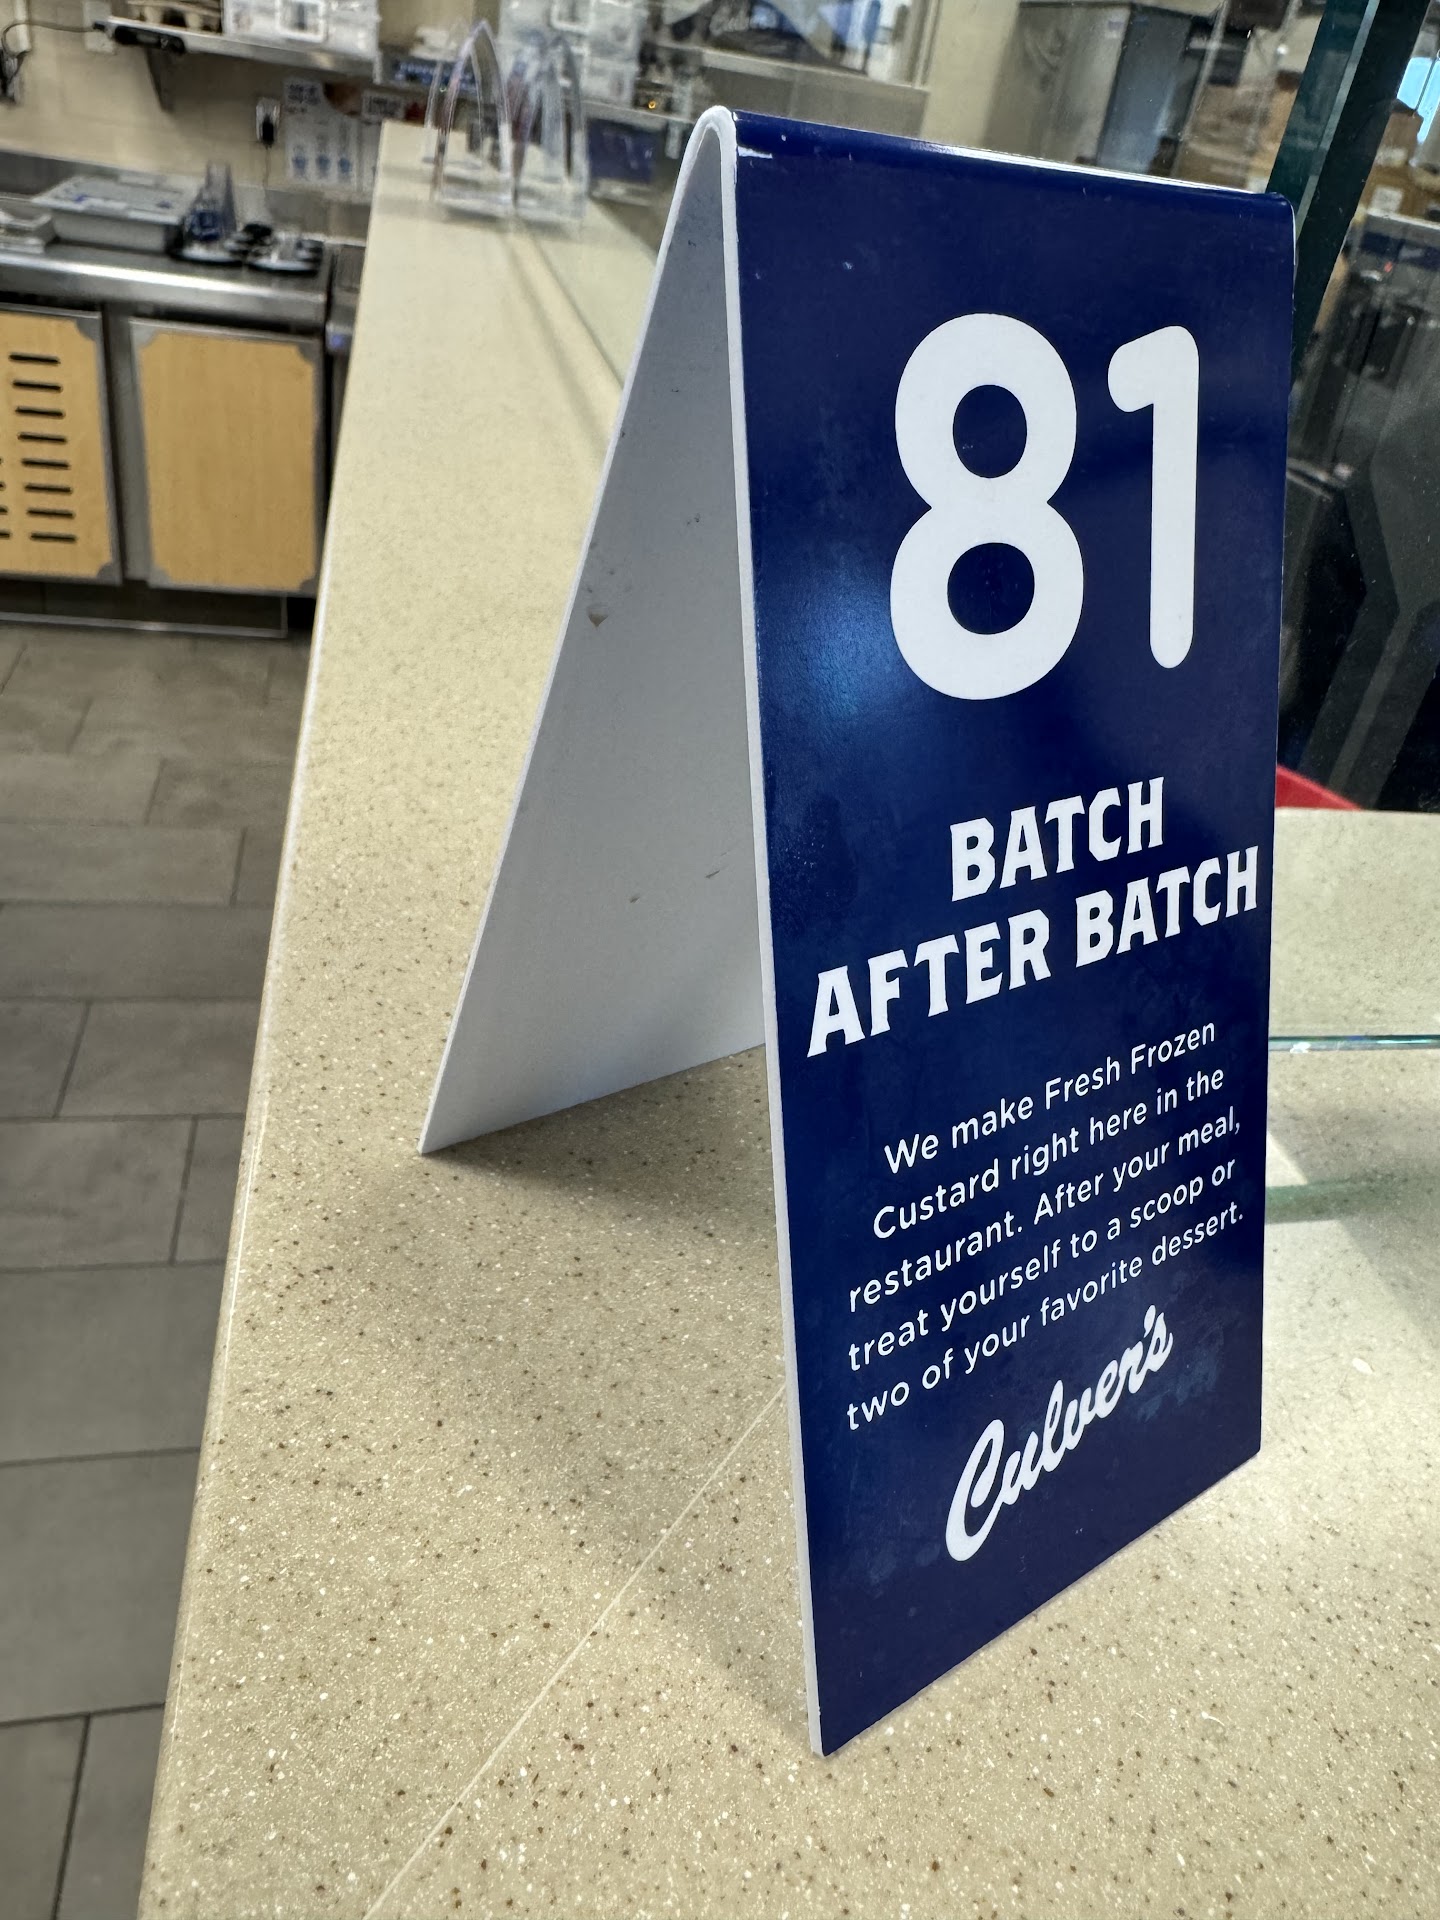 81
BATCH
AFTER BATCH
We make Fresh Frozen
Custard right here in the
restaurant. After your meal,
treat yourself to a scoop or
two of your favorite dessert.
Culver's